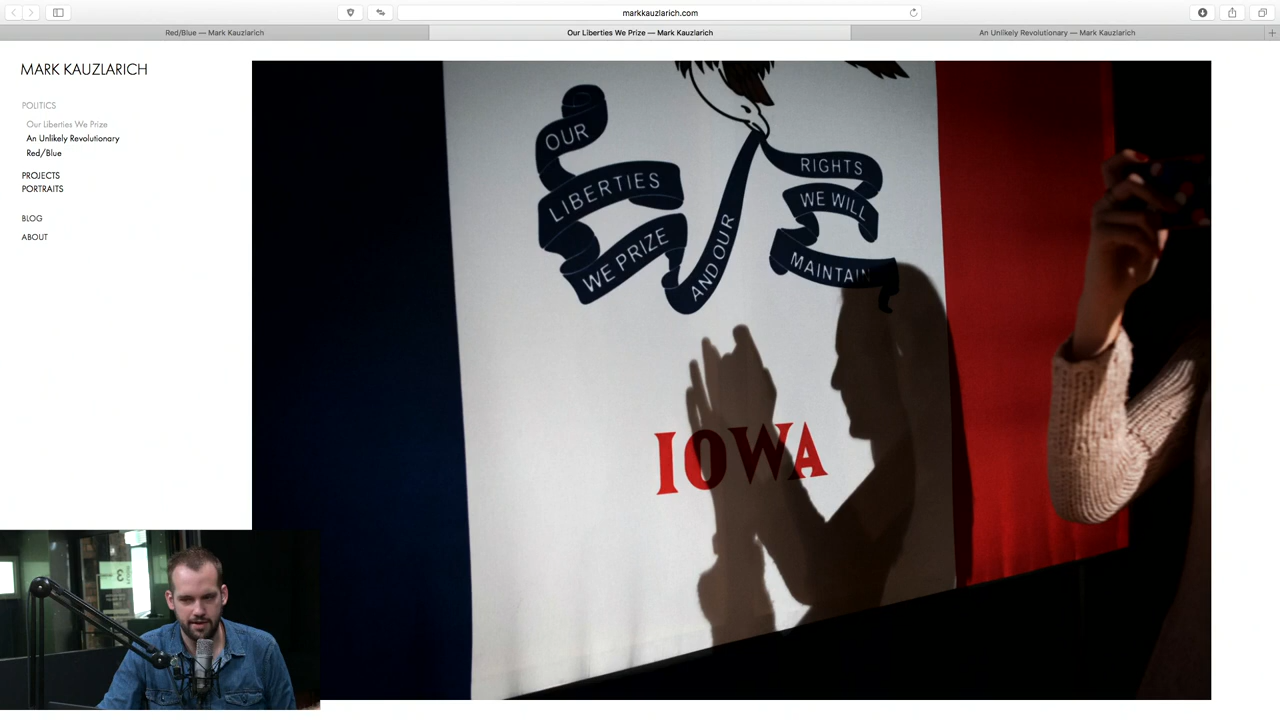 markkauzlarich.com
Red/Blue — Mark Kauzlarich
Our Liberties We Prize — Mark Kauzlarich
An Unlikely Revolutionary — Mark Kauzlarich
MARK KAUZLARICH
POLITICS
Our Liberties We Prize
An Unlikely Revolutionary
Red/Blue
PROJECTS
PORTRAITS
BLOG
ABOUT
OUR
LIBERTIES
WE PRIZE
AND OUR
RIGHTS
WE WILL
MAINTAIN
IOWA
3